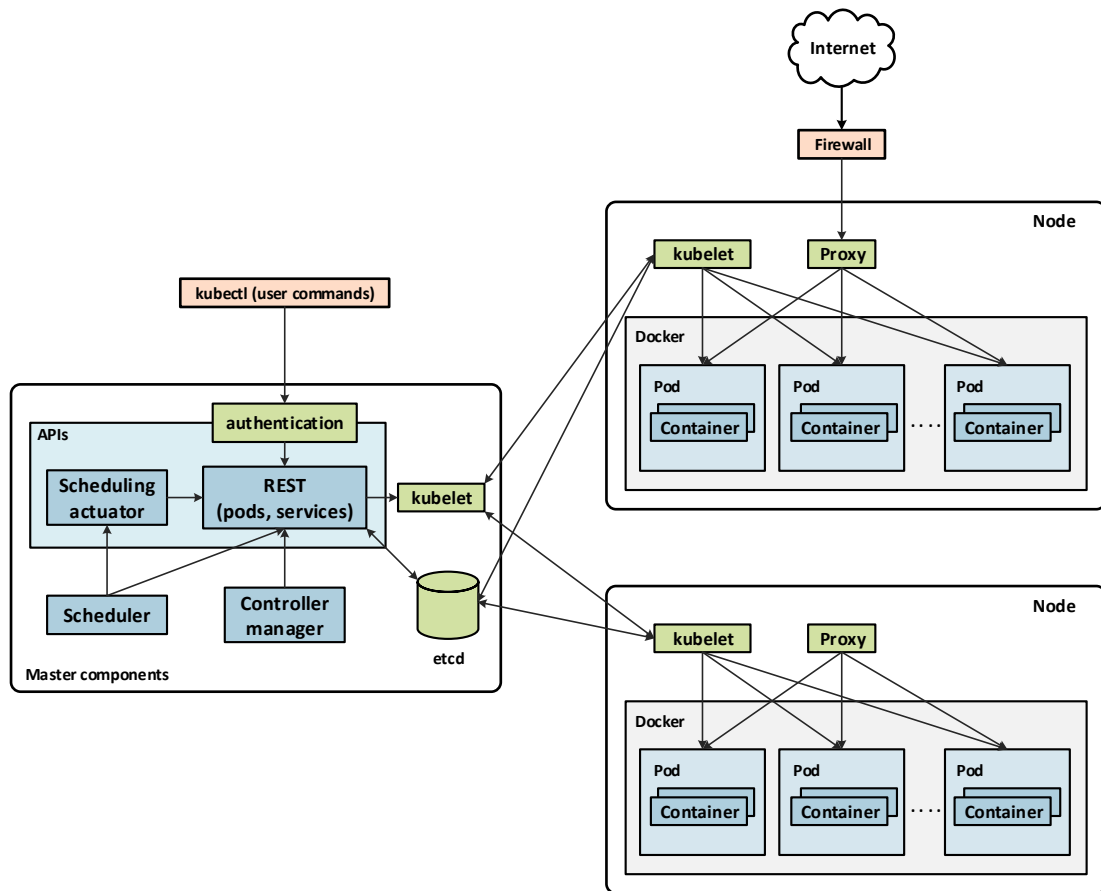 Internet
Firewall
Node
kubelet
Proxy
Docker
Pod
Pod
Pod
Container
Container
....
Container
kubectl (user commands)
authentication
APIs
Scheduling
actuator
REST
(pods, services)
kubelet
Scheduler
Controller
manager
etcd
Master components
Node
kubelet
Proxy
Docker
Pod
Pod
Pod
Container
Container
....
Container